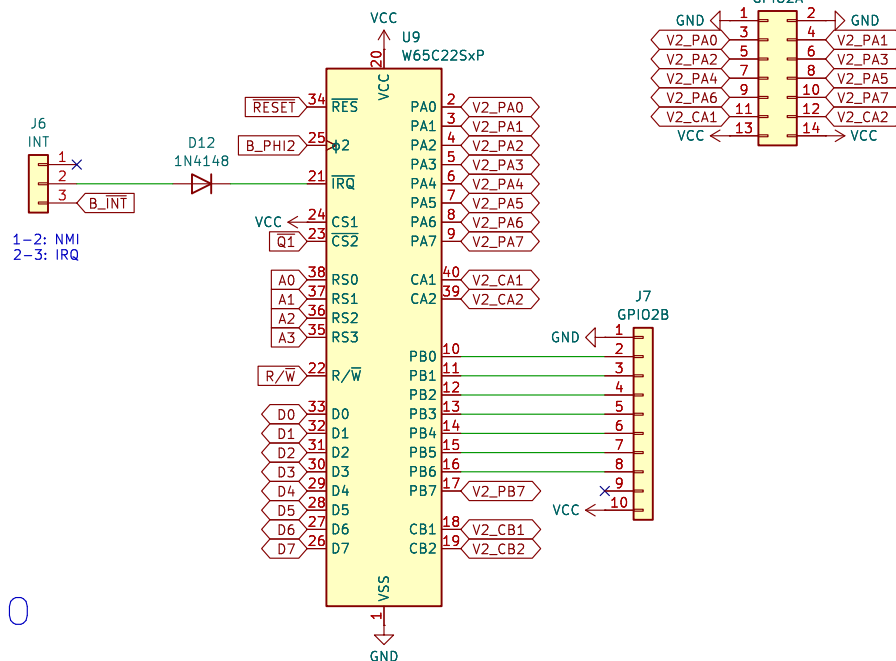 GPIO2A
GND 1 2 GND
V2_PA0 3 4 V2_PA1
V2_PA2 5 6 V2_PA3
V2_PA4 7 8 V2_PA5
V2_PA6 9 10 V2_PA7
V2_CA1 11 12 V2_CA2
VCC 13 14 VCC
VCC
U9
W65C22SxP
20
VCC
RESET 34 RES
B_PHI2 25 ϕ2
J6
INT
1
2
3 B_INT
1-2: NMI
2-3: IRQ
D12
1N4148
21 IRQ
VCC 24 CS1
Q1 23 CS2
A0 38 RS0
A1 37 RS1
A2 36 RS2
A3 35 RS3
R/W 22 R/W
D0 33 D0
D1 32 D1
D2 31 D2
D3 30 D3
D4 29 D4
D5 28 D5
D6 27 D6
D7 26 D7
PA0 2 V2_PA0
PA1 3 V2_PA1
PA2 4 V2_PA2
PA3 5 V2_PA3
PA4 6 V2_PA4
PA5 7 V2_PA5
PA6 8 V2_PA6
PA7 9 V2_PA7
CA1 40 V2_CA1
CA2 39 V2_CA2
PB0 10
PB1 11
PB2 12
PB3 13
PB4 14
PB5 15
PB6 16
PB7 17 V2_PB7
CB1 18 V2_CB1
CB2 19 V2_CB2
VSS
1
GND
J7
GPIO2B
GND 1
2
3
4
5
6
7
8
9
VCC 10
O